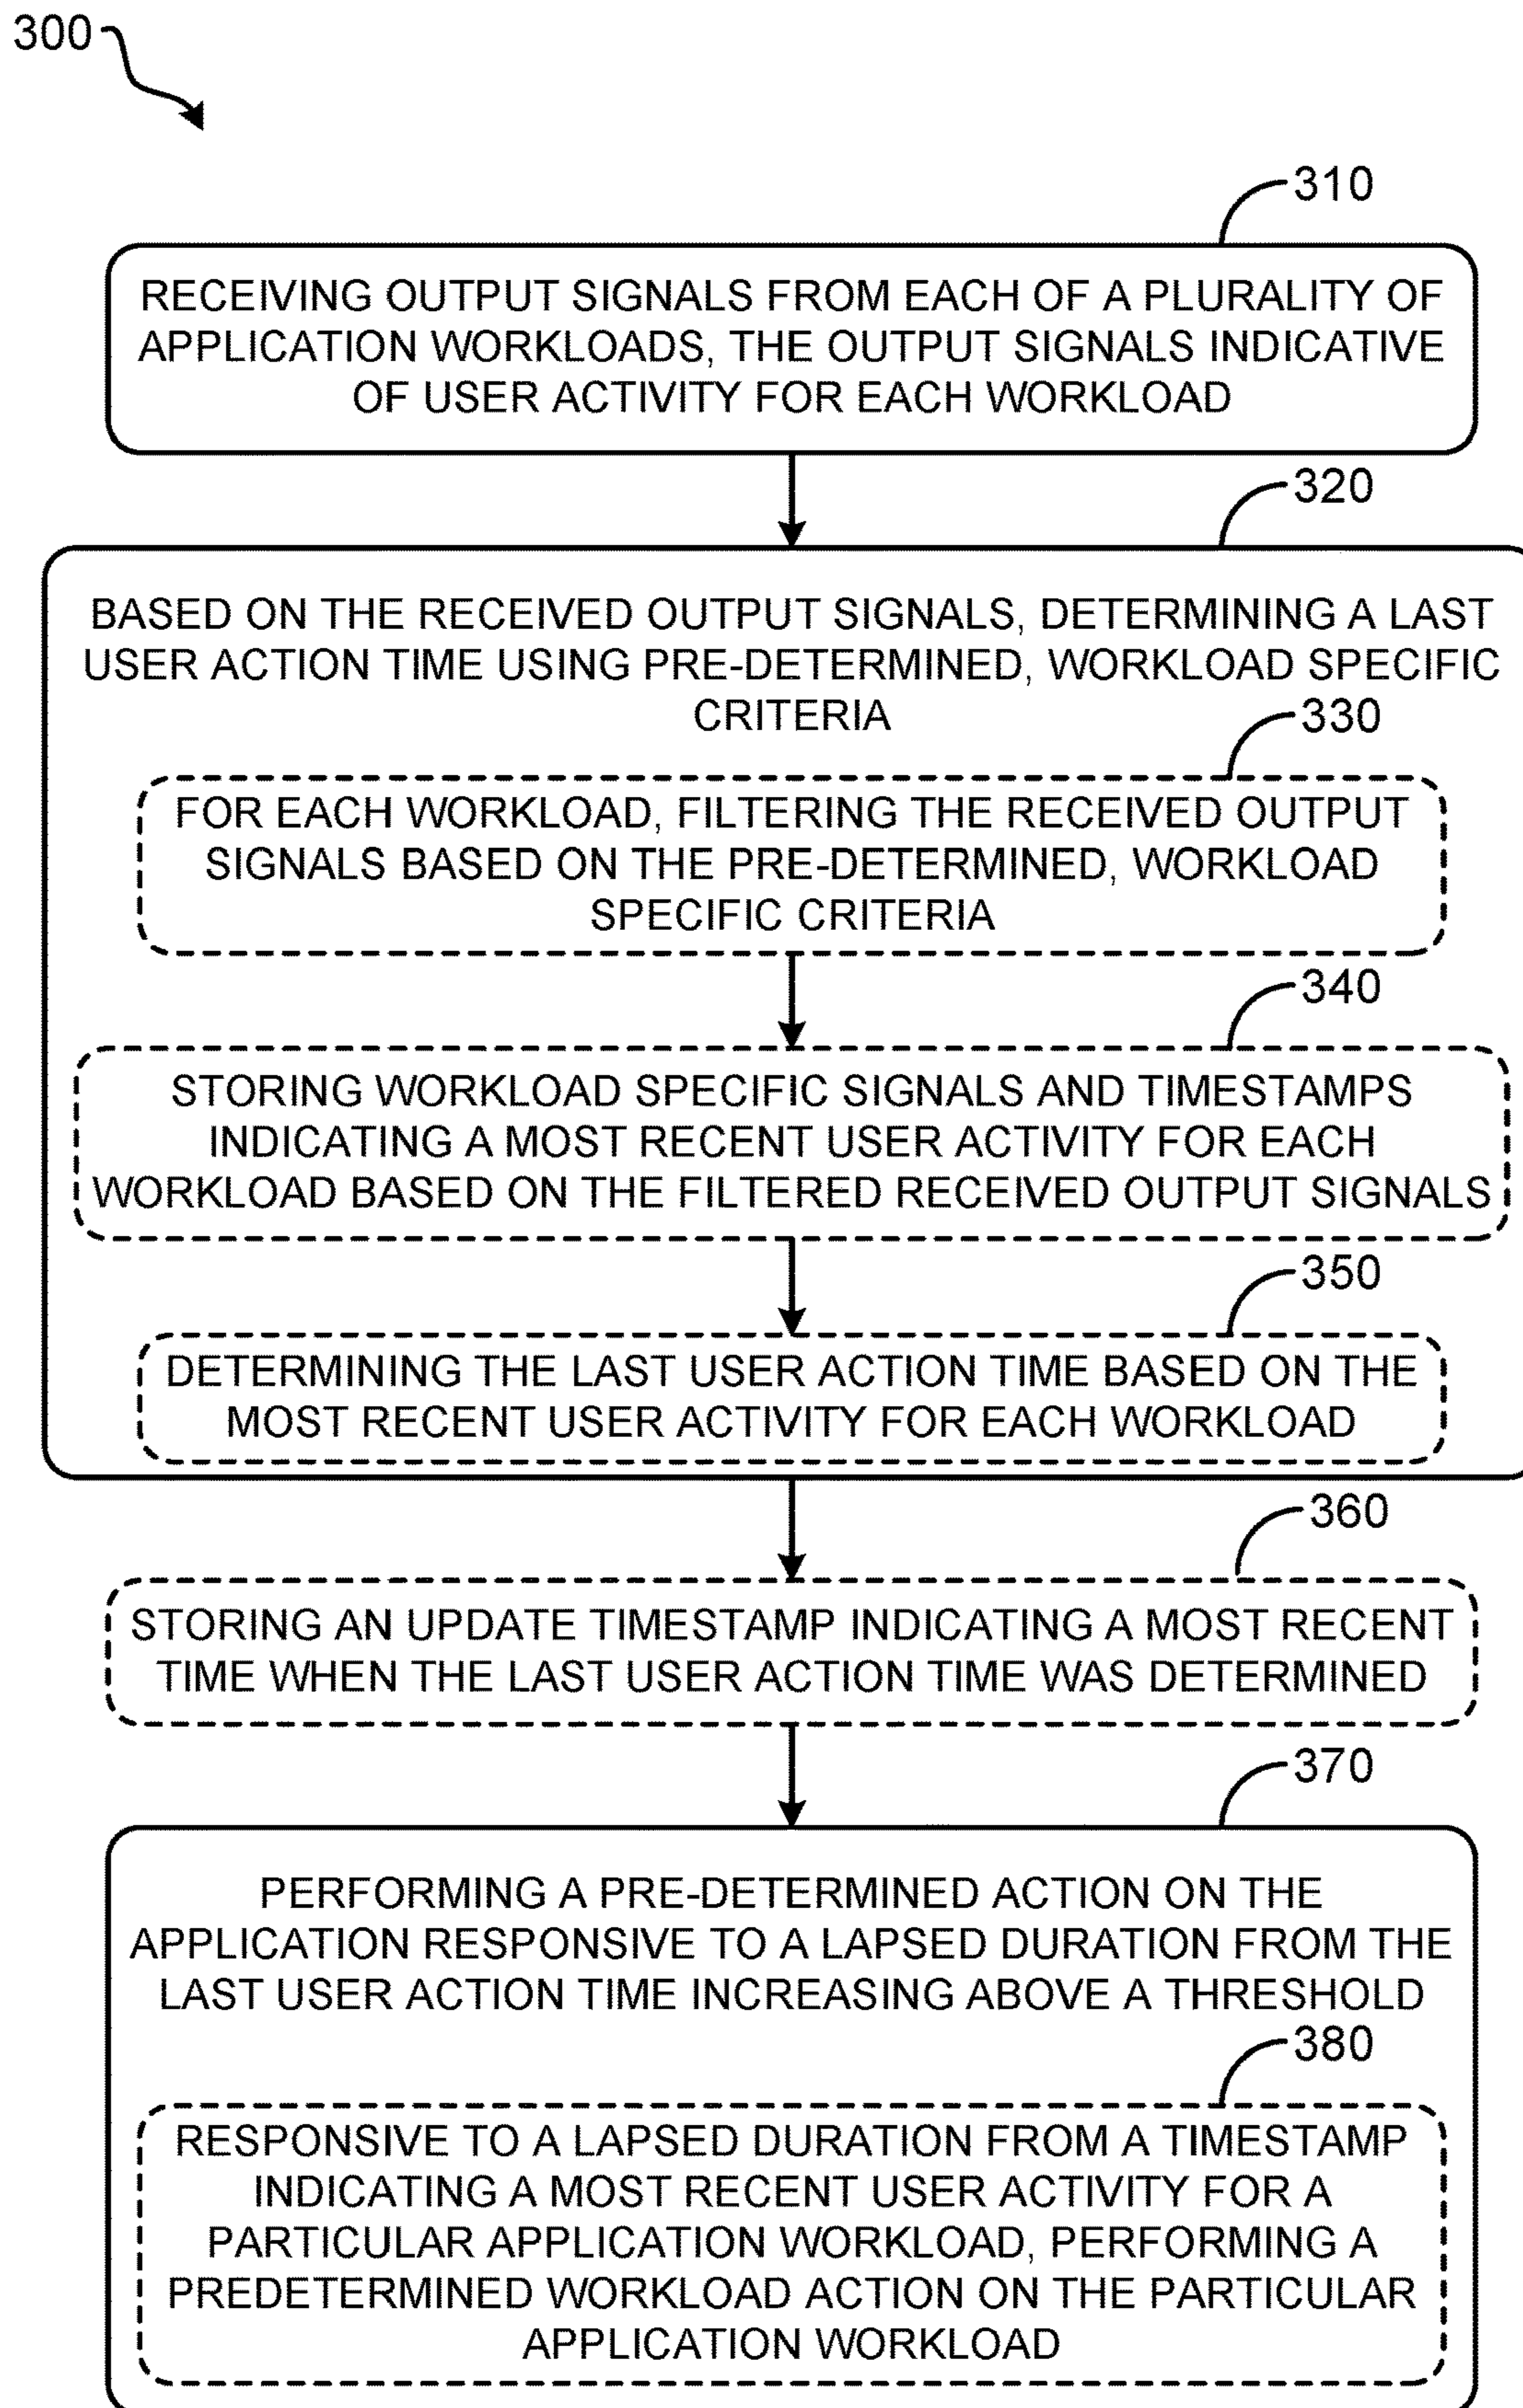 300
310
RECEIVING OUTPUT SIGNALS FROM EACH OF A PLURALITY OF
APPLICATION WORKLOADS, THE OUTPUT SIGNALS INDICATIVE
OF USER ACTIVITY FOR EACH WORKLOAD
320
BASED ON THE RECEIVED OUTPUT SIGNALS, DETERMINING A LAST
USER ACTION TIME USING PRE-DETERMINED, WORKLOAD SPECIFIC
CRITERIA
330
FOR EACH WORKLOAD, FILTERING THE RECEIVED OUTPUT
SIGNALS BASED ON THE PRE-DETERMINED, WORKLOAD
SPECIFIC CRITERIA
340
STORING WORKLOAD SPECIFIC SIGNALS AND TIMESTAMPS
INDICATING A MOST RECENT USER ACTIVITY FOR EACH
WORKLOAD BASED ON THE FILTERED RECEIVED OUTPUT SIGNALS
350
DETERMINING THE LAST USER ACTION TIME BASED ON THE
MOST RECENT USER ACTIVITY FOR EACH WORKLOAD
360
STORING AN UPDATE TIMESTAMP INDICATING A MOST RECENT
TIME WHEN THE LAST USER ACTION TIME WAS DETERMINED
370
PERFORMING A PRE-DETERMINED ACTION ON THE
APPLICATION RESPONSIVE TO A LAPSED DURATION FROM THE
LAST USER ACTION TIME INCREASING ABOVE A THRESHOLD
380
RESPONSIVE TO A LAPSED DURATION FROM A TIMESTAMP
INDICATING A MOST RECENT USER ACTIVITY FOR A
PARTICULAR APPLICATION WORKLOAD, PERFORMING A
PREDETERMINED WORKLOAD ACTION ON THE PARTICULAR
APPLICATION WORKLOAD